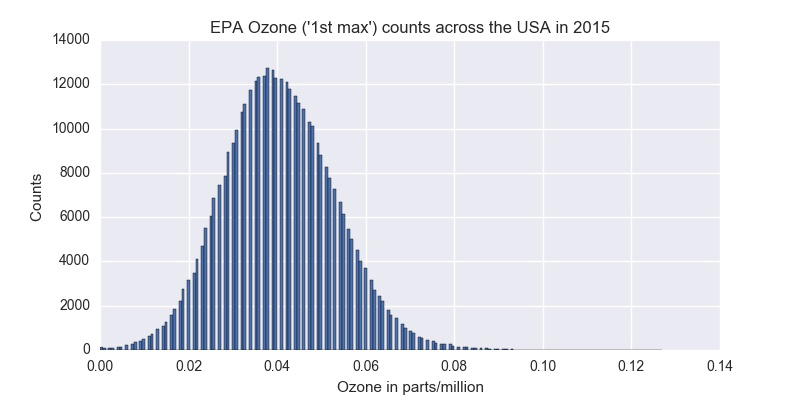 EPA Ozone ('1st max') counts across the USA in 2015
14000
12000
10000
8000
6000
4000
2000
0
Counts
0.00 0.02 0.04 0.06 0.08 0.10 0.12 0.14
Ozone in parts/million